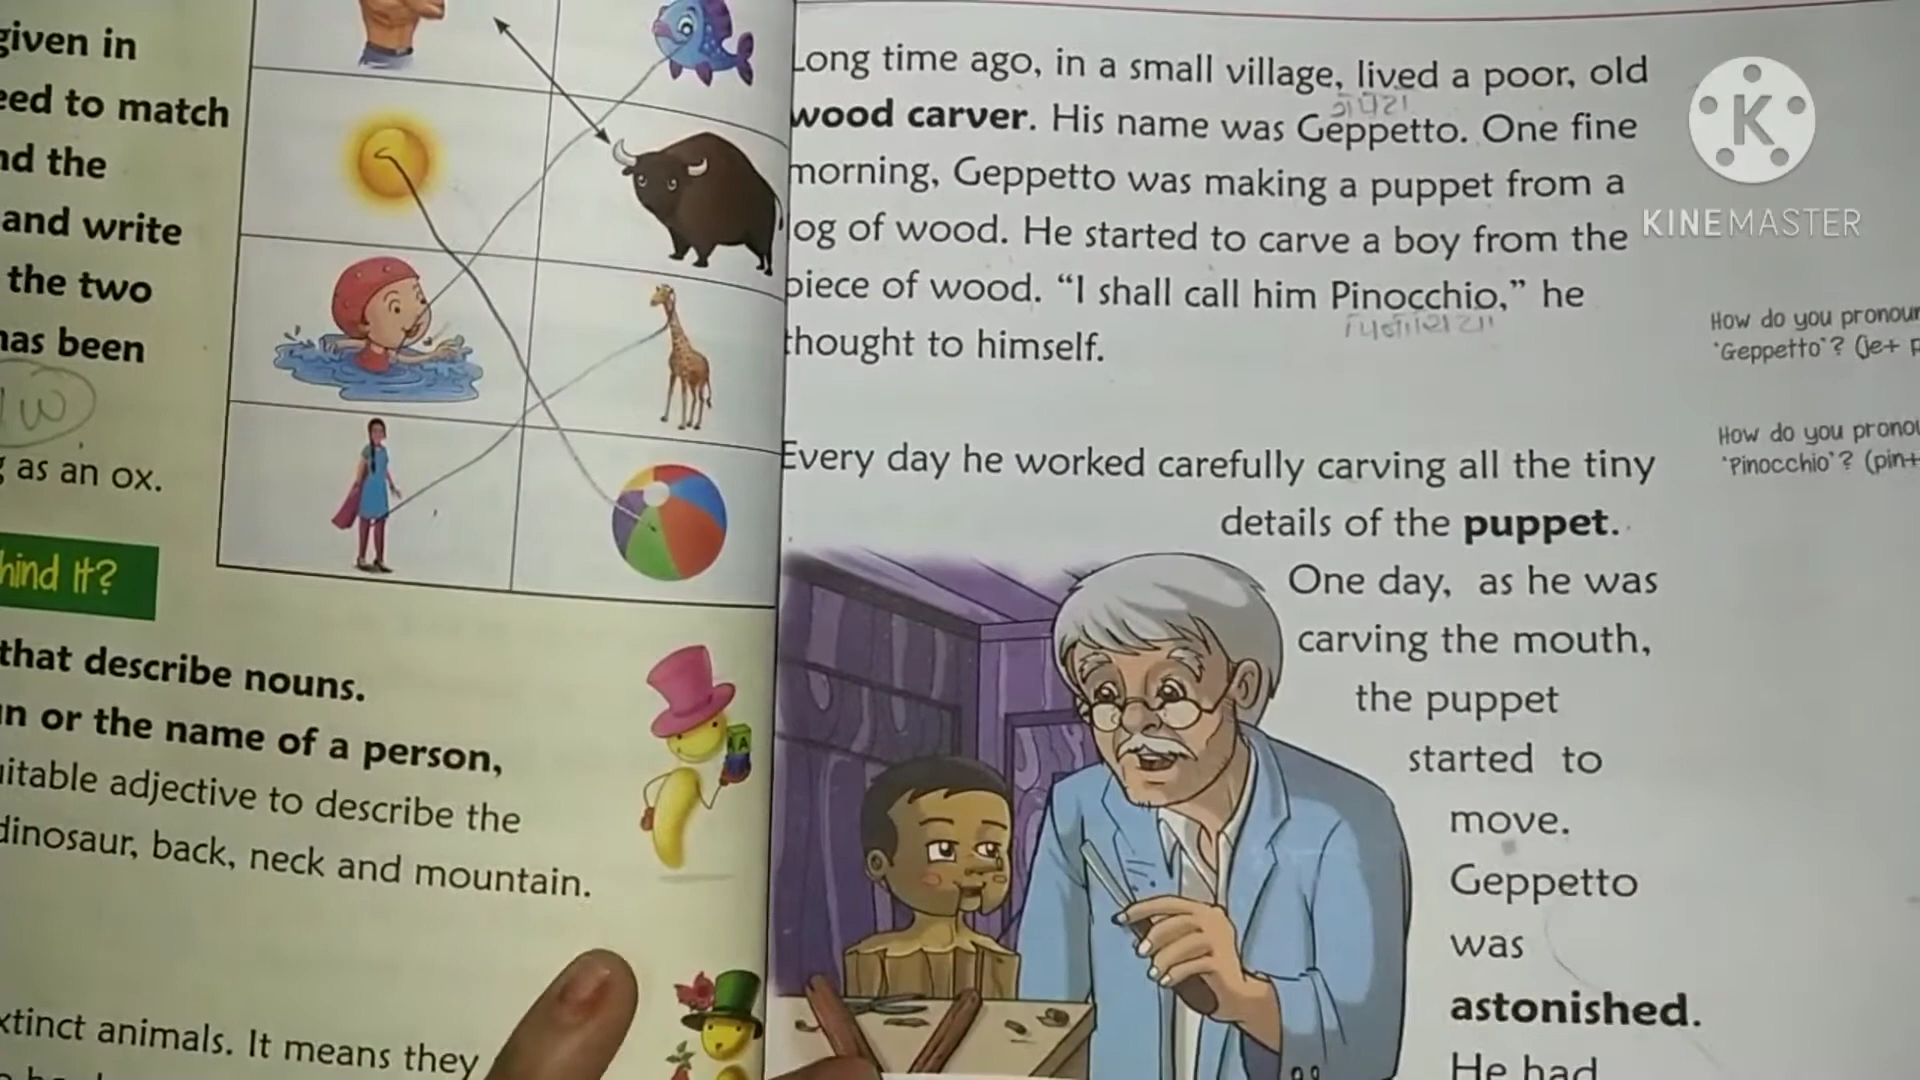 given in
need to match
and the
and write
the two
has been
as an ox.
hind It?
that describe nouns.
or the name of a person,
suitable adjective to describe the
dinosaur, back, neck and mountain.
extinct animals. It means they
Long time ago, in a small village, lived a poor, old
wood carver. His name was Geppetto. One fine
morning, Geppetto was making a puppet from a
log of wood. He started to carve a boy from the
piece of wood. “I shall call him Pinocchio,” he
thought to himself.
Every day he worked carefully carving all the tiny
details of the puppet.
One day, as he was
carving the mouth,
the puppet
started to
move.
Geppetto
was
astonished.
He had
How do you pronoun
'Geppetto'? (je+ p
How do you pronou
'Pinocchio'? (pin+
K
KINEMASTER